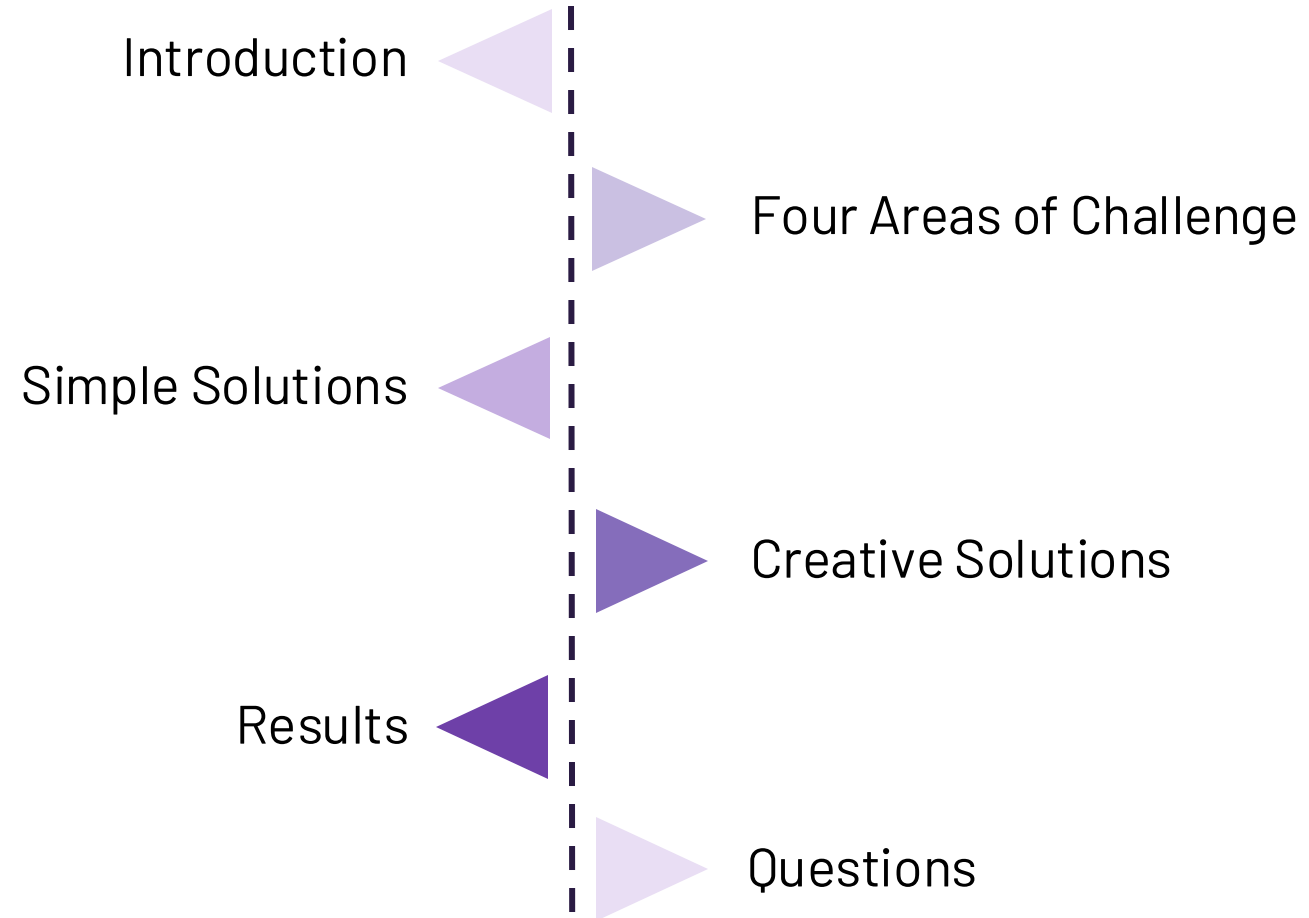 Introduction
Four Areas of Challenge
Simple Solutions
Creative Solutions
Results
Questions